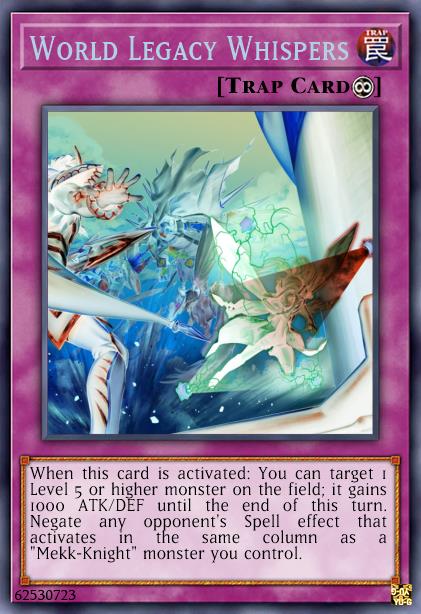 World Legacy Whispers
TRAP
罠
[Trap Card]
When this card is activated: You can target 1
Level 5 or higher monster on the field; it gains
1000 ATK/DEF until the end of this turn.
Negate any opponent's Spell effect that
activates in the same column as a
"Mekk-Knight" monster you control.
62530723